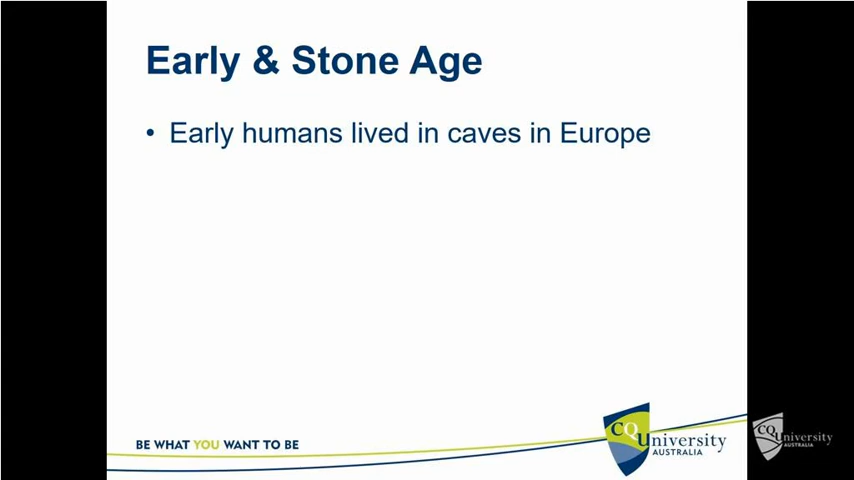 Early & Stone Age
• Early humans lived in caves in Europe
BE WHAT YOU WANT TO BE
CQUniversity
AUSTRALIA
CQUniversity
AUSTRALIA